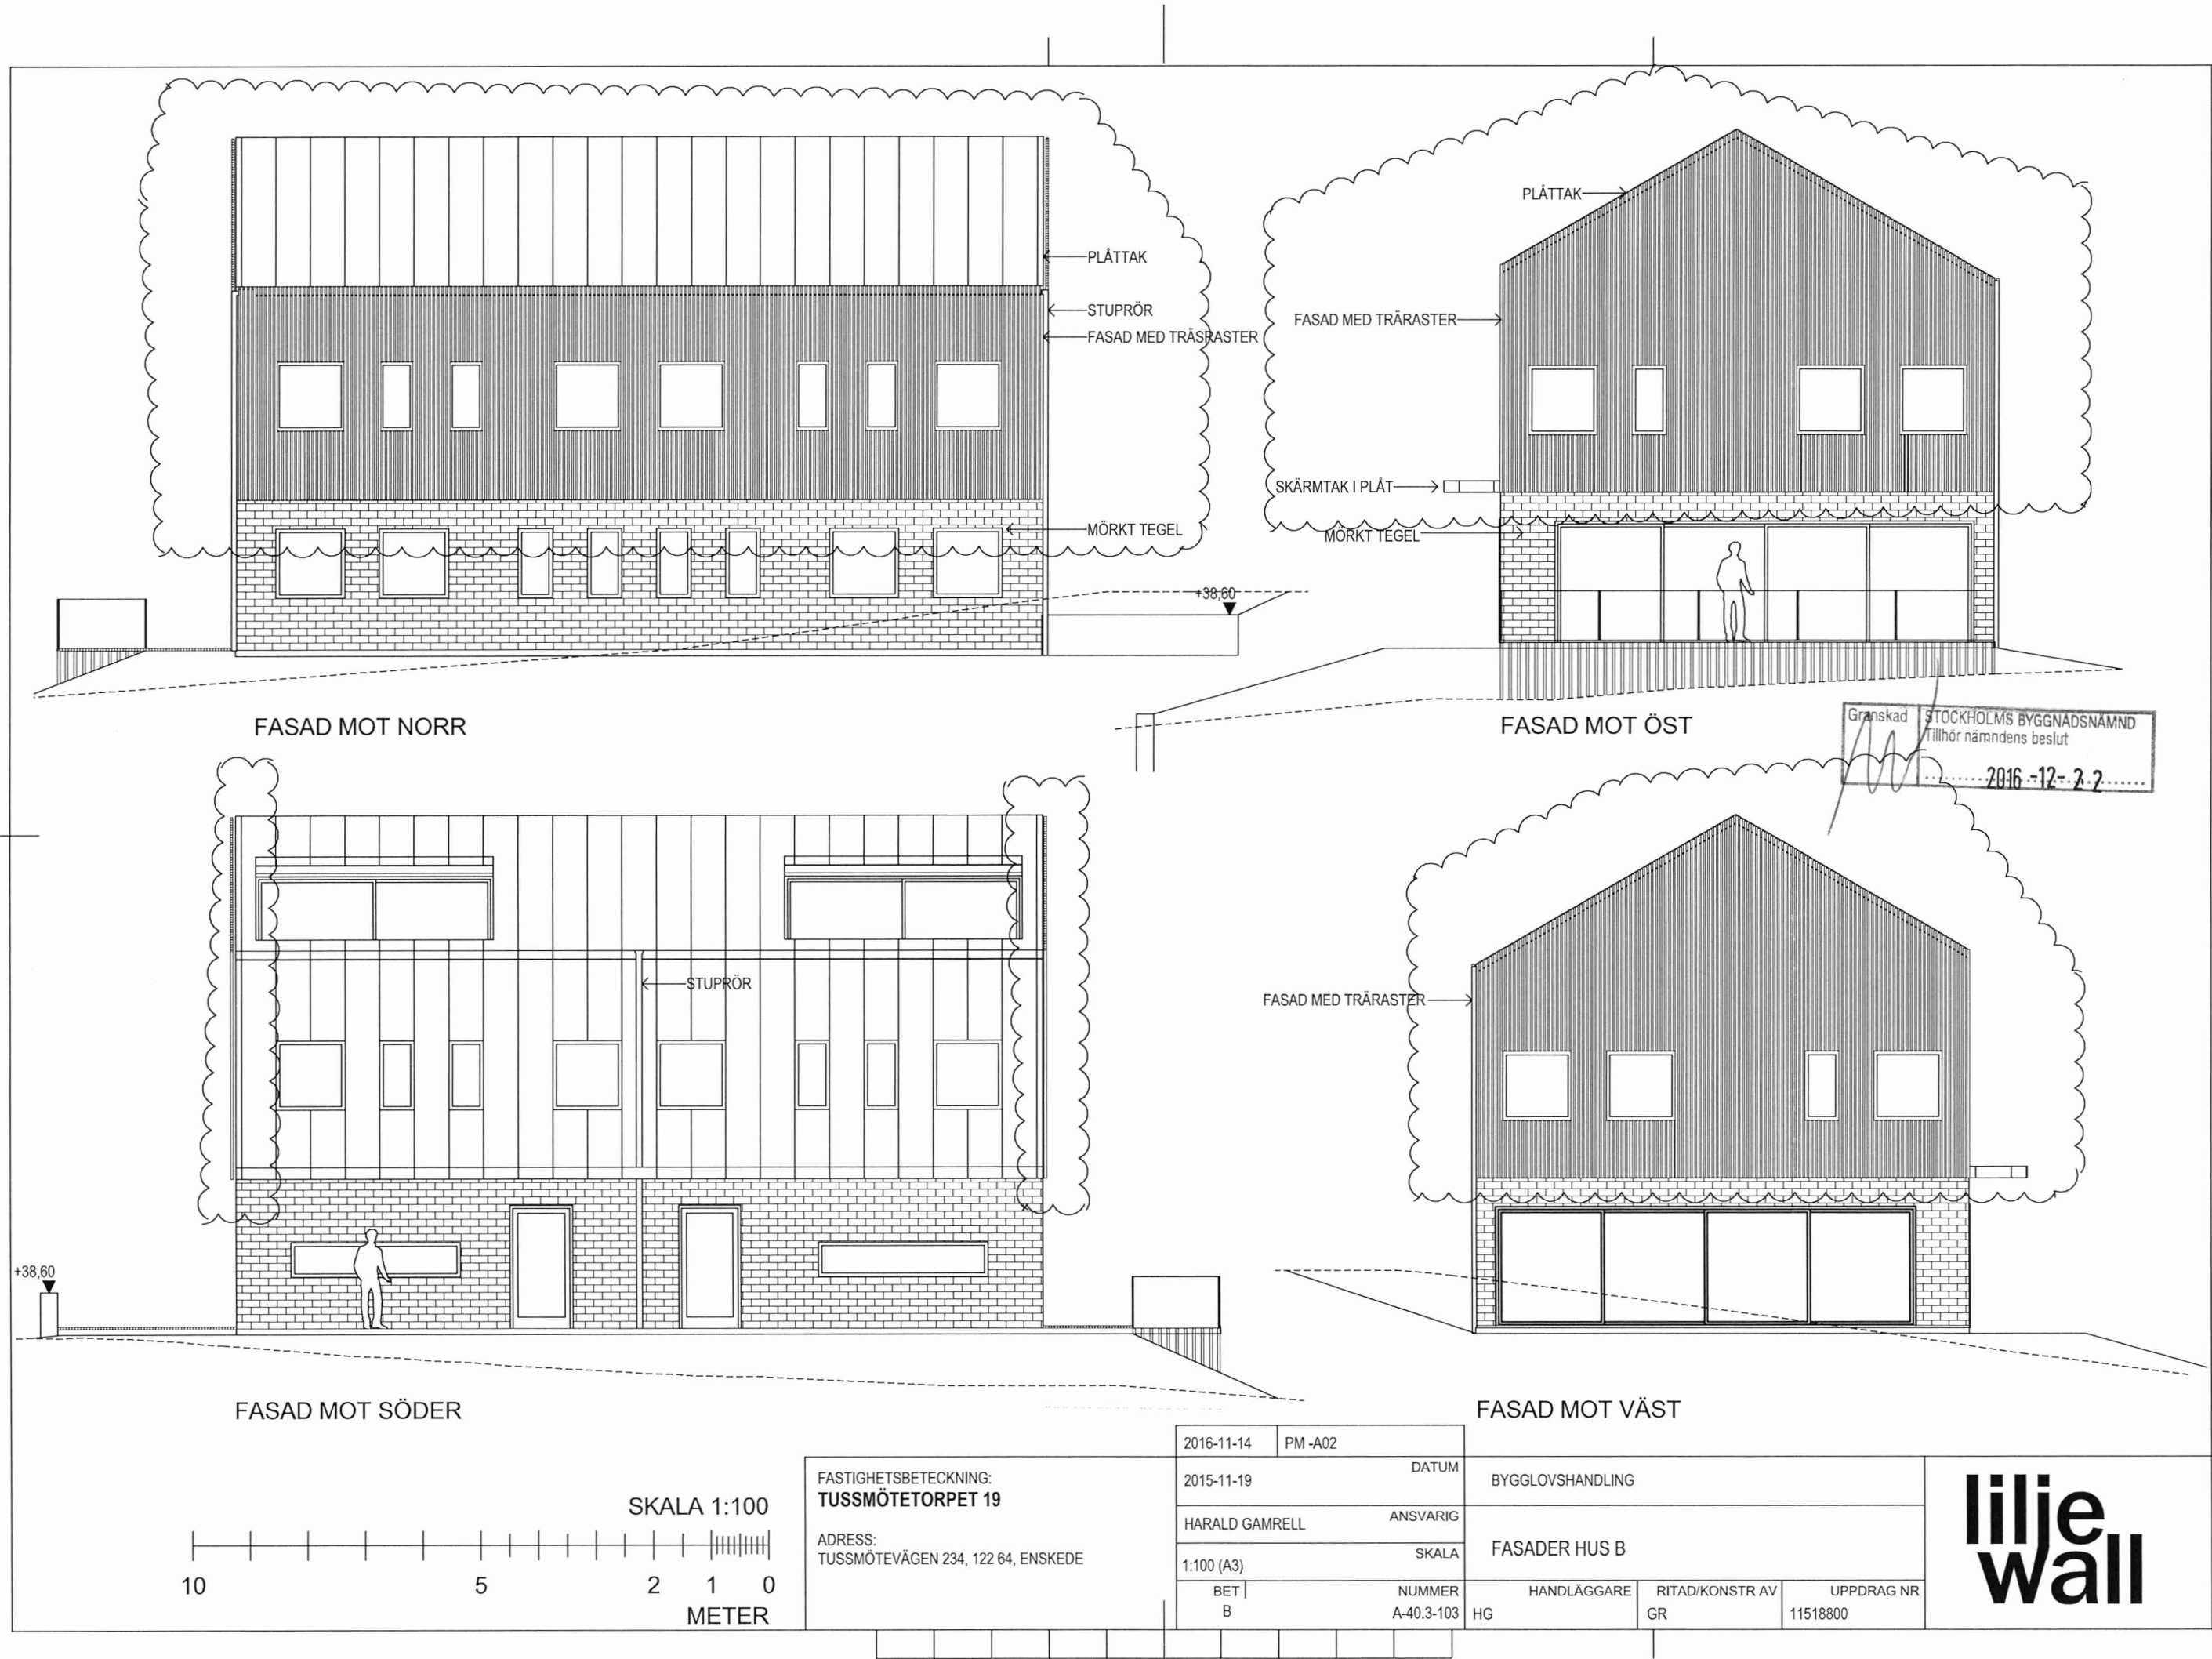 PLÅTTAK
STUPRÖR
FASAD MED TRÄSRASTER
MÖRKT TEGEL
+38,60
FASAD MOT NORR
PLÅTTAK
FASAD MED TRÄRASTER
SKÄRMTAK I PLÅT
MÖRKT TEGEL
FASAD MOT ÖST
Granskad
STOCKHOLMS BYGGNADSNÄMND
Tillhör nämndens beslut
2016 -12- 2 2
STUPRÖR
+38,60
FASAD MOT SÖDER
FASAD MED TRÄRASTER
FASAD MOT VÄST
SKALA 1:100
10 5 2 1 0
METER
FASTIGHETSBETECKNING:
TUSSMÖTETORPET 19
ADRESS:
TUSSMÖTEVÄGEN 234, 122 64, ENSKEDE
2016-11-14 PM -A02
DATUM
2015-11-19
ANSVARIG
HARALD GAMRELL
SKALA
1:100 (A3)
BET NUMMER
B A-40.3-103
BYGGLOVSHANDLING
FASADER HUS B
HANDLÄGGARE RITAD/KONSTR AV UPPDRAG NR
HG GR 11518800
lilje
wall